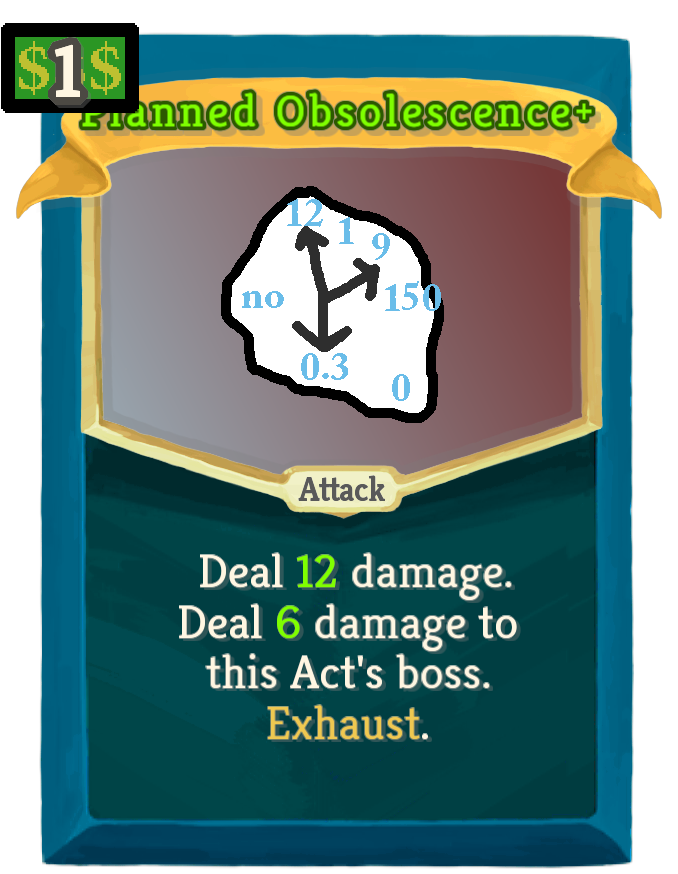 $1$
Planned Obsolescence+
12
1
9
no
150
0.3
0
Attack
Deal 12 damage.
Deal 6 damage to
this Act's boss.
Exhaust.